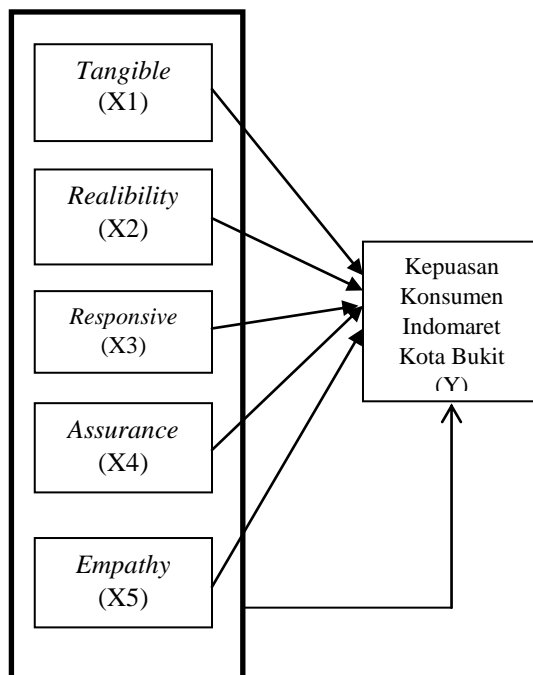 Tangible
(X1)
Realibility
(X2)
Responsive
(X3)
Assurance
(X4)
Empathy
(X5)
Kepuasan
Konsumen
Indomaret
Kota Bukit
(Y)